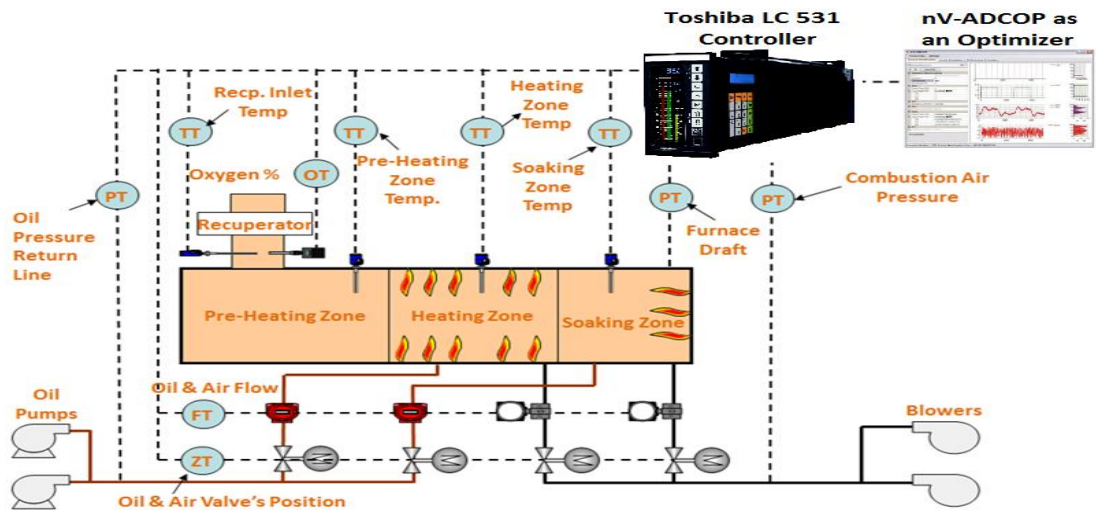 Toshiba LC 531
Controller
nV-ADCOP as
an Optimizer
Recp. Inlet
Temp
Heating
Zone
Temp
TT
TT
TT
TT
Pre-Heating
Zone
Temp.
Soaking
Zone
Temp
Oxygen %
OT
PT
Oil
Pressure
Return
Line
Recuperator
PT
Furnace
Draft
PT
Combustion Air
Pressure
Pre-Heating Zone
Heating Zone
Soaking Zone
Oil & Air Flow
Oil
Pumps
FT
Blowers
ZT
M
M
M
M
Oil & Air Valve's Position